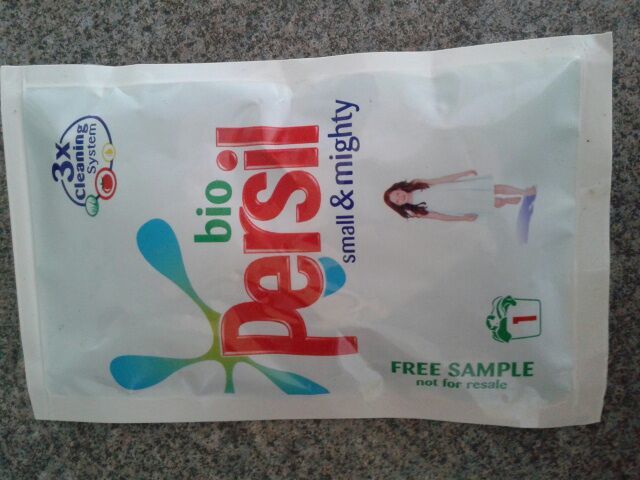 3x
Cleaning
System
bio
Persil
small & mighty
1
FREE SAMPLE
not for resale